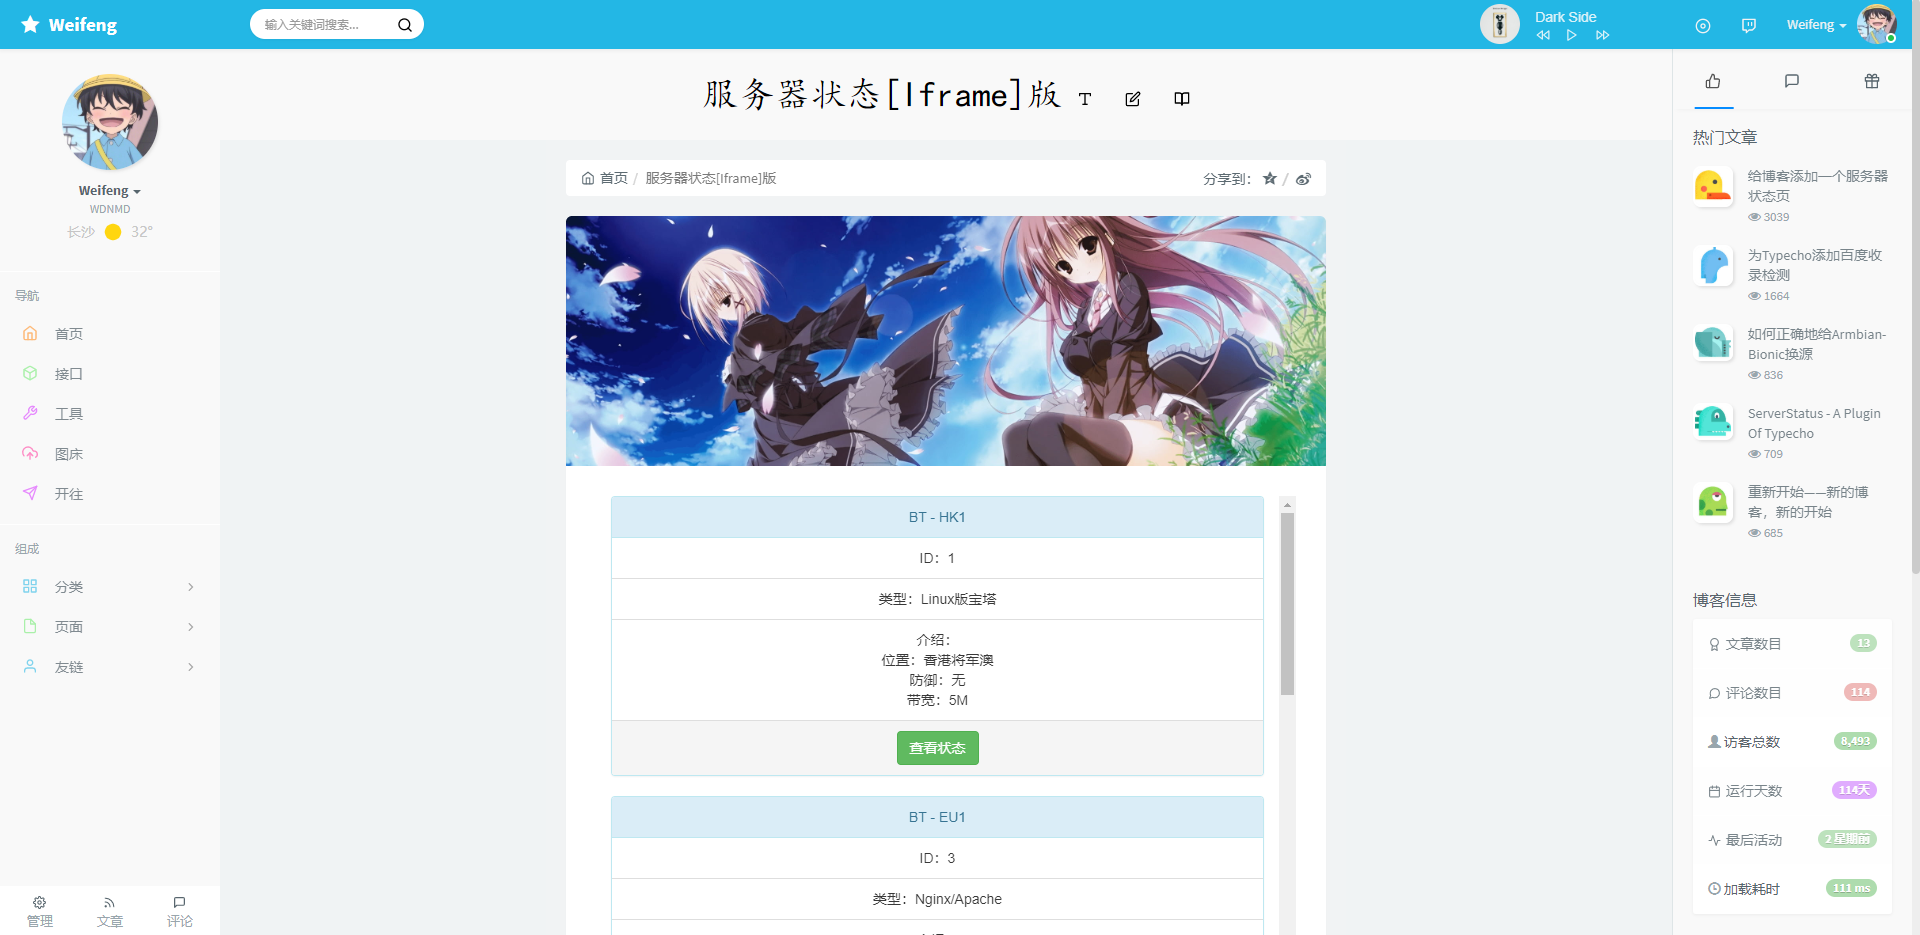 Weifeng
输入关键词搜索...
Dark Side
Weifeng
Weifeng
WDNMD
长沙 32°
导航
首页
接口
工具
图床
开往
组成
分类
页面
友链
管理 文章 评论
服务器状态[Iframe]版
首页 / 服务器状态[Iframe]版
分享到： /
BT - HK1
ID：1
类型：Linux版宝塔
介绍：
位置：香港将军澳
防御：无
带宽：5M
查看状态
BT - EU1
ID：3
类型：Nginx/Apache
热门文章
给博客添加一个服务器
状态页
3039
为Typecho添加百度收
录检测
1664
如何正确地给Armbian-
Bionic换源
836
ServerStatus - A Plugin
Of Typecho
709
重新开始——新的博
客，新的开始
685
博客信息
文章数目 13
评论数目 114
访客总数 8,493
运行天数 114天
最后活动 2 星期前
加载耗时 111 ms